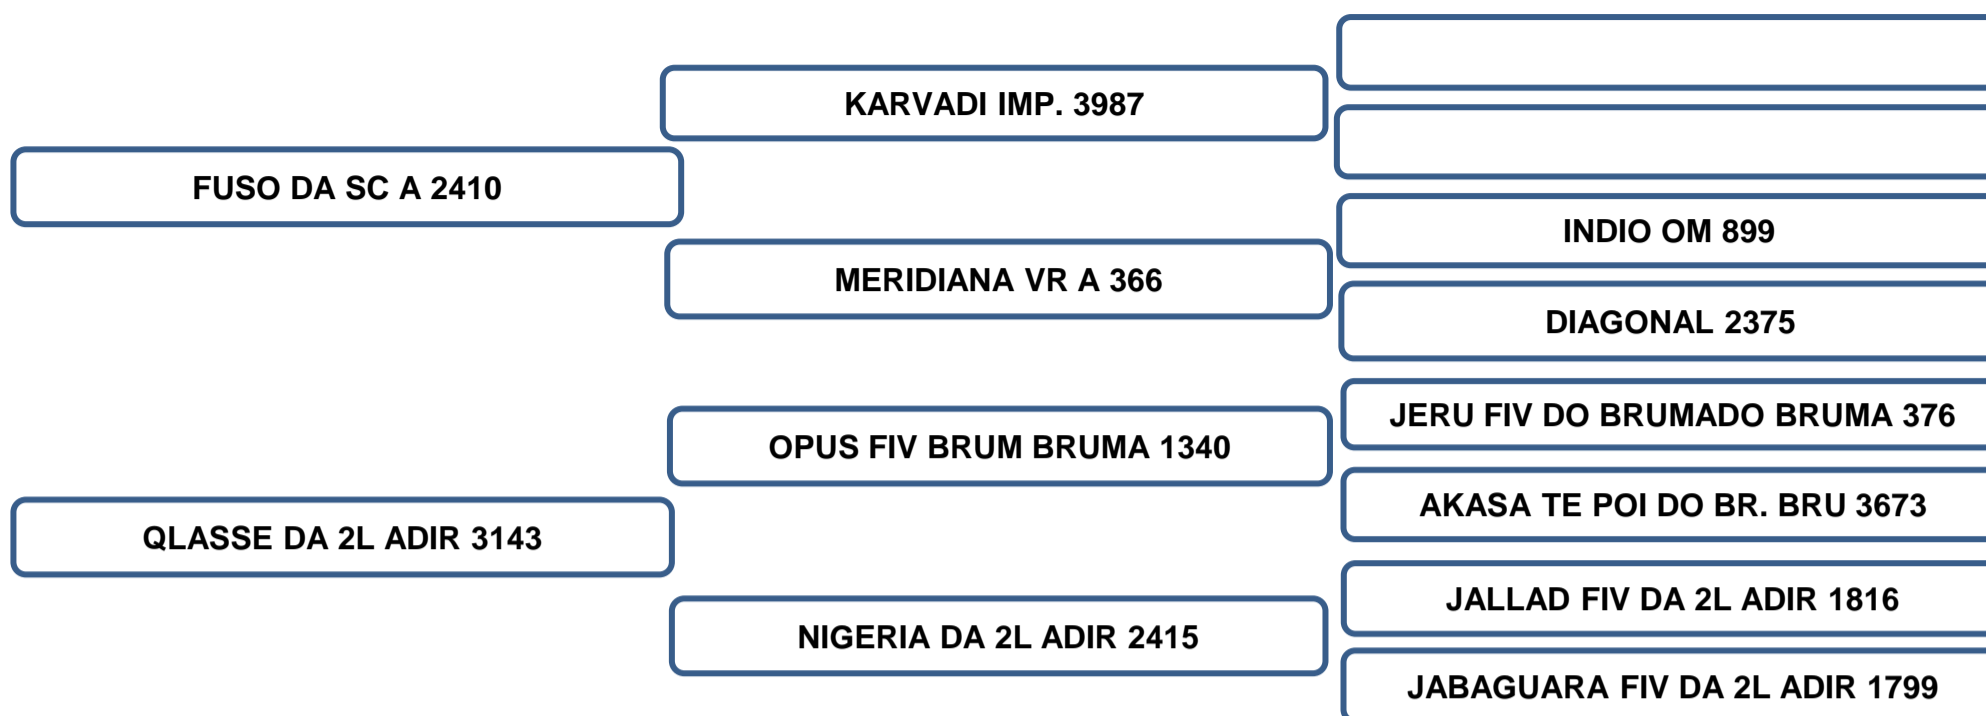 KARVADI IMP. 3987
FUSO DA SC A 2410
INDIO OM 899
MERIDIANA VR A 366
DIAGONAL 2375
JERU FIV DO BRUMADO BRUMA 376
OPUS FIV BRUM BRUMA 1340
AKASA TE POI DO BR. BRU 3673
QLASSE DA 2L ADIR 3143
JALLAD FIV DA 2L ADIR 1816
NIGERIA DA 2L ADIR 2415
JABAGUARA FIV DA 2L ADIR 1799